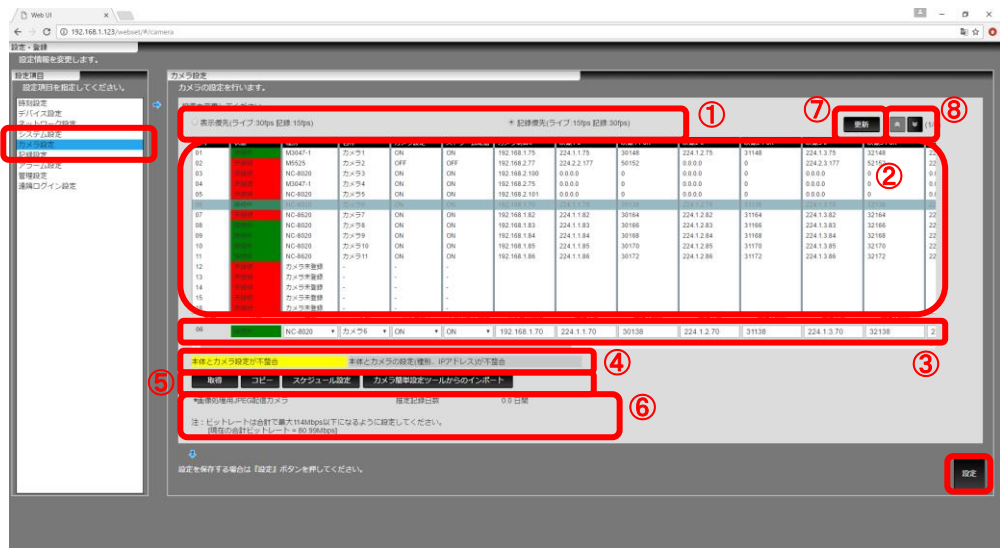 Web UI
192.168.1.123/webset/#/camera
設定・登録
設定情報を変更します。
設定項目
設定項目を指定してください。
時刻設定
デバイス設定
ネットワーク設定
システム設定
カメラ設定
記録設定
アラーム設定
管理設定
遠隔ログイン設定
カメラ設定
カメラの設定を行います。
表示優先(ライブ:30fps 記録:15fps)
記録優先(ライブ:15fps 記録:30fps)
①
⑦
更新
⑧
(1/
01 M3047-1 カメラ1 ON ON 192.168.1.75 224.1.1.75 30148 224.1.2.75 31148 224.1.3.75 32148 22
02 M5525 カメラ2 OFF OFF 192.168.2.77 224.2.2.177 50152 0.0.0.0 0 224.2.3.177 52152 22
03 NC-8020 カメラ3 ON ON 192.168.2.100 0.0.0.0 0 0.0.0.0 0 0.0.0.0 0
04 M3047-1 カメラ4 ON ON 192.168.2.75 0.0.0.0 0 0.0.0.0 0 0.0.0.0 0
05 NC-8020 カメラ5 ON ON 192.168.2.101 0.0.0.0 0 0.0.0.0 0 0.0.0.0 0
②
07 NC-8620 カメラ7 ON ON 192.168.1.82 224.1.1.82 30164 224.1.2.82 31164 224.1.3.82 32164 22
08 NC-8020 カメラ8 ON ON 192.168.1.83 224.1.1.83 30166 224.1.2.83 31166 224.1.3.83 32166 22
09 NC-8020 カメラ9 ON ON 192.168.1.84 224.1.1.84 30168 224.1.2.84 31168 224.1.3.84 32168 22
10 NC-8020 カメラ10 ON ON 192.168.1.85 224.1.1.85 30170 224.1.2.85 31170 224.1.3.85 32170 22
11 NC-8620 カメラ11 ON ON 192.168.1.86 224.1.1.86 30172 224.1.2.86 31172 224.1.3.86 32172 22
12 カメラ未登録 - - -
13 カメラ未登録 - - -
14 カメラ未登録 - - -
15 カメラ未登録 - - -
06 NC-8020 カメラ6 ON ON 192.168.1.70 224.1.1.70 30138 224.1.2.70 31138 224.1.3.70 32138 2
③
本体とカメラ設定が不整合
本体とカメラの設定(種別、IPアドレス)が不整合
④
⑤
取得
コピー
スケジュール設定
カメラ簡単設定ツールからのインポート
*画像処理用JPEG配信カメラ
推定記録日数
0.0 日間
⑥
注：ビットレートは合計で最大114Mbps以下になるように設定してください。
[現在の合計ビットレート = 80.99Mbps]
設定を保存する場合は『設定』ボタンを押してください。
設定